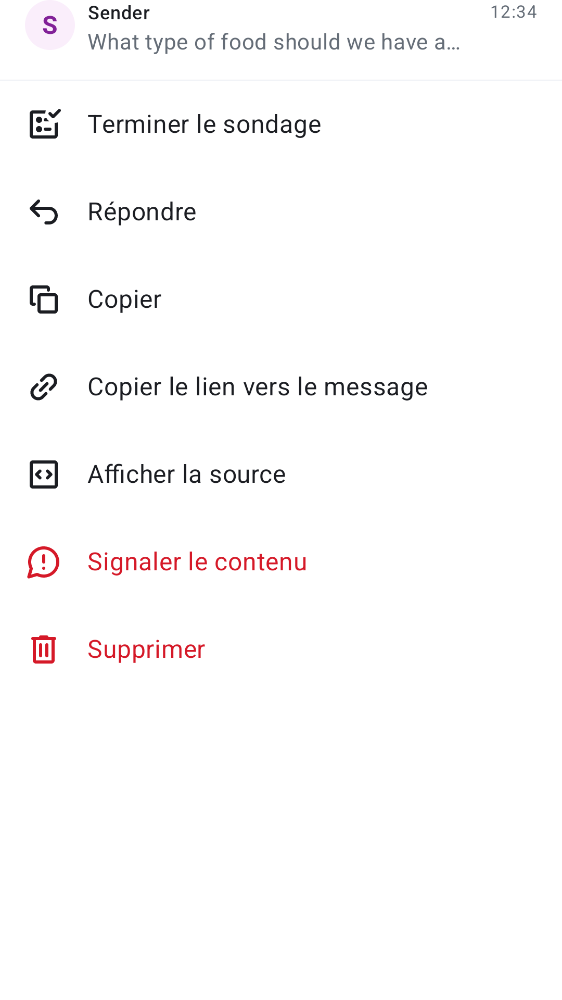 S
Sender
12:34
What type of food should we have a…
Terminer le sondage
Répondre
Copier
Copier le lien vers le message
Afficher la source
Signaler le contenu
Supprimer